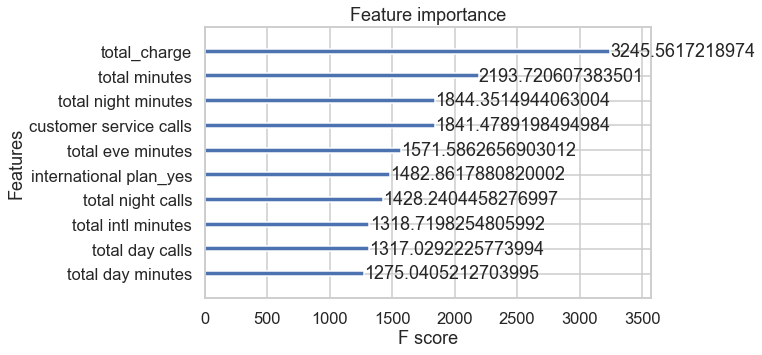 Feature importance
total_charge 3245.5617218974
total minutes 2193.720607383501
total night minutes 1844.3514944063004
customer service calls 1841.4789198494984
total eve minutes 1571.5862656903012
international plan_yes 1482.8617880820002
total night calls 1428.2404458276997
total intl minutes 1318.7198254805992
total day calls 1317.0292225773994
total day minutes 1275.0405212703995
Features
0 500 1000 1500 2000 2500 3000 3500
F score